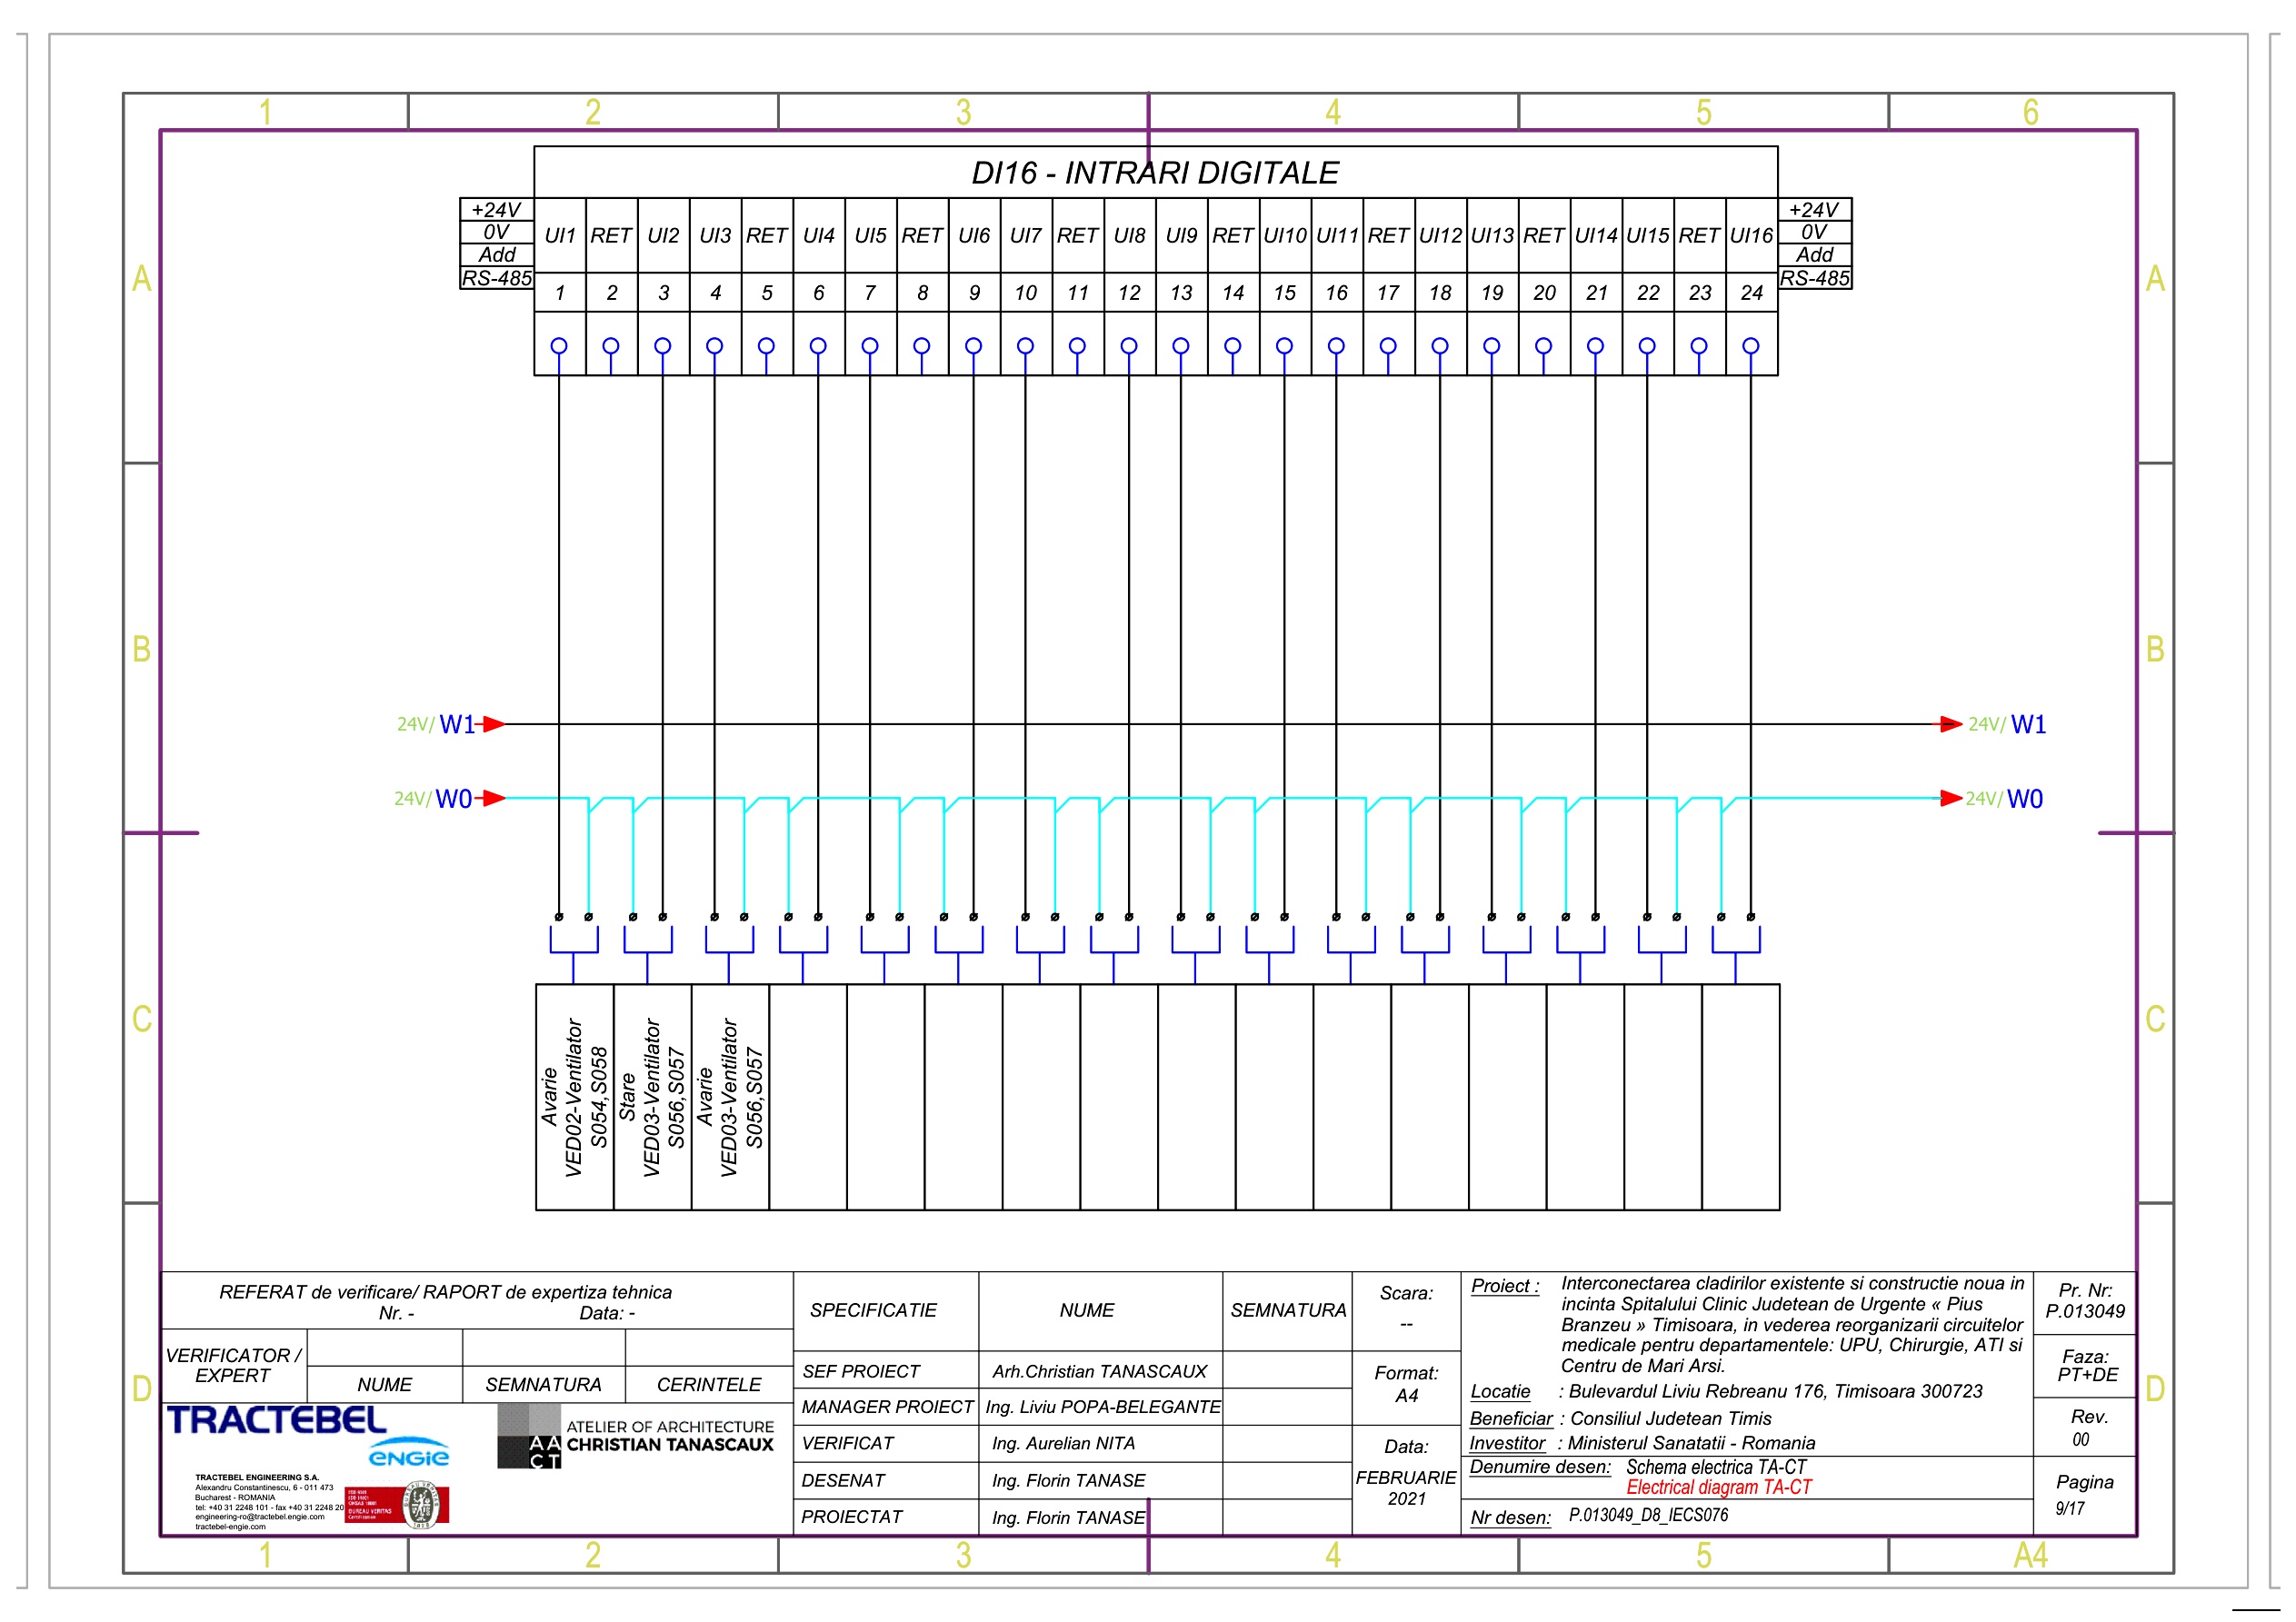 1 2 3 4 5 6
DI16 - INTRARI DIGITALE
+24V
0V
Add
RS-485
UI1 RET UI2 UI3 RET UI4 UI5 RET UI6 UI7 RET UI8 UI9 RET UI10 UI11 RET UI12 UI13 RET UI14 UI15 RET UI16
1 2 3 4 5 6 7 8 9 10 11 12 13 14 15 16 17 18 19 20 21 22 23 24
+24V
0V
Add
RS-485
A A
B B
24V/ W1 24V/ W1
24V/ W0 24V/ W0
C C
Avarie
VED02-Ventilator
S054,S058
Stare
VED03-Ventilator
S056,S057
Avarie
VED03-Ventilator
S056,S057
D D
REFERAT de verificare/ RAPORT de expertiza tehnica
Nr. - Data: -
VERIFICATOR /
EXPERT
NUME SEMNATURA CERINTELE
TRACTEBEL
ENGIE
AACT
ATELIER OF ARCHITECTURE
CHRISTIAN TANASCAUX
TRACTEBEL ENGINEERING S.A.
Alexandru Constantinescu, 6 - 011 473
Bucharest - ROMANIA
tel: +40 31 2248 101 - fax +40 31 2248 20
engineering-ro@tractebel.engie.com
tractebel-engie.com
BUREAU VERITAS
Certification
SPECIFICATIE NUME SEMNATURA
SEF PROIECT Arh.Christian TANASCAUX
MANAGER PROIECT Ing. Liviu POPA-BELEGANTE
VERIFICAT Ing. Aurelian NITA
DESENAT Ing. Florin TANASE
PROIECTAT Ing. Florin TANASE
Scara:
--
Format:
A4
Data:
FEBRUARIE
2021
Proiect : Interconectarea cladirilor existente si constructie noua in
incinta Spitalului Clinic Judetean de Urgente « Pius
Branzeu » Timisoara, in vederea reorganizarii circuitelor
medicale pentru departamentele: UPU, Chirurgie, ATI si
Centru de Mari Arsi.
Locatie : Bulevardul Liviu Rebreanu 176, Timisoara 300723
Beneficiar : Consiliul Judetean Timis
Investitor : Ministerul Sanatatii - Romania
Denumire desen: Schema electrica TA-CT
Electrical diagram TA-CT
Nr desen: P.013049_D8_IECS076
Pr. Nr:
P.013049
Faza:
PT+DE
Rev.
00
Pagina
9/17
1 2 3 4 5 A4